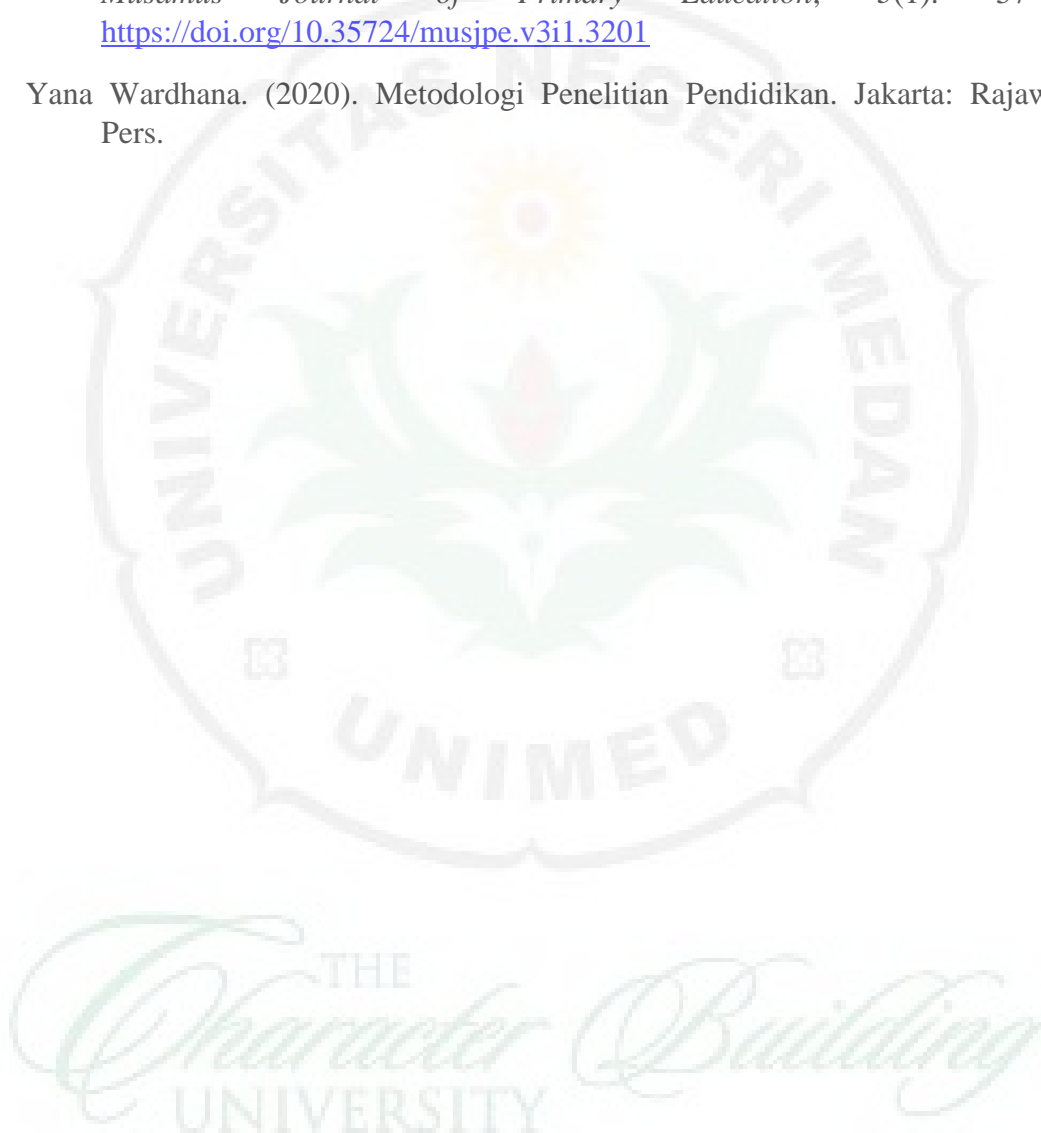 Musamus Journal of Primary Education, 3(1). 37
https://doi.org/10.35724/musjpe.v3i1.3201
Yana Wardhana. (2020). Metodologi Penelitian Pendidikan. Jakarta:
Pers.
UNIVERSITAS NEGERI MEDAN
UNIMED
THE
Character Building
UNIVERSITY